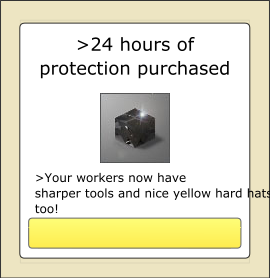 >24 hours of
protection purchased
>Your workers now have
sharper tools and nice yellow hard hats
too!